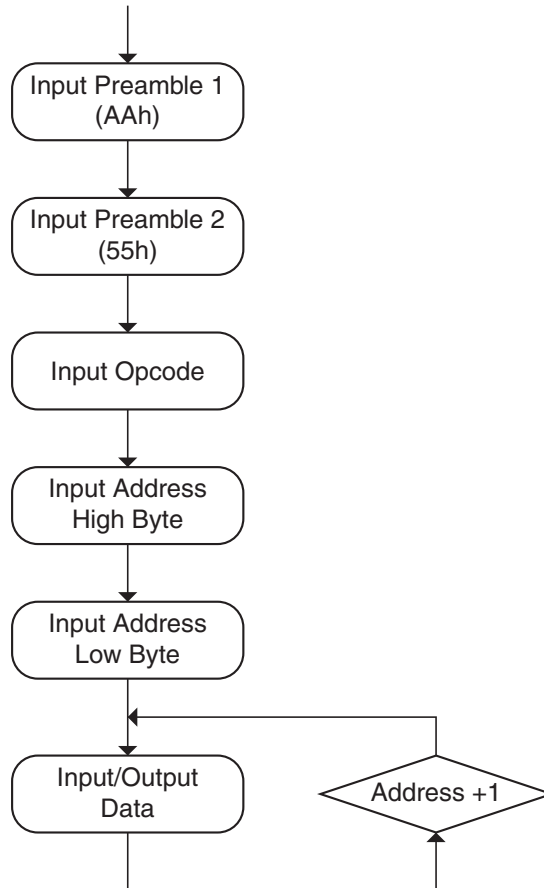 Input Preamble 1
(AAh)
Input Preamble 2
(55h)
Input Opcode
Input Address
High Byte
Input Address
Low Byte
Input/Output
Data
Address +1